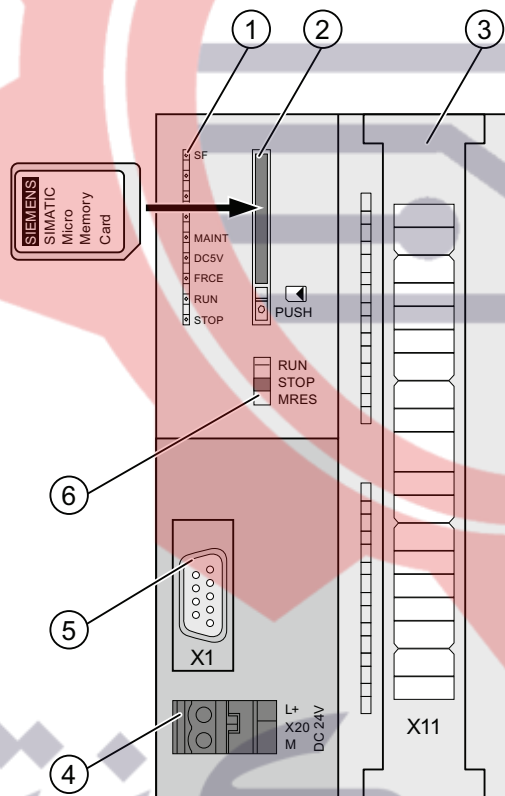 1
2
3
SF
SIEMENS
SIMATIC
Micro
Memory
Card
MAINT
DC5V
FRCE
RUN
STOP
PUSH
RUN
STOP
MRES
6
5
X1
4
L+
X20
M
DC 24V
X11